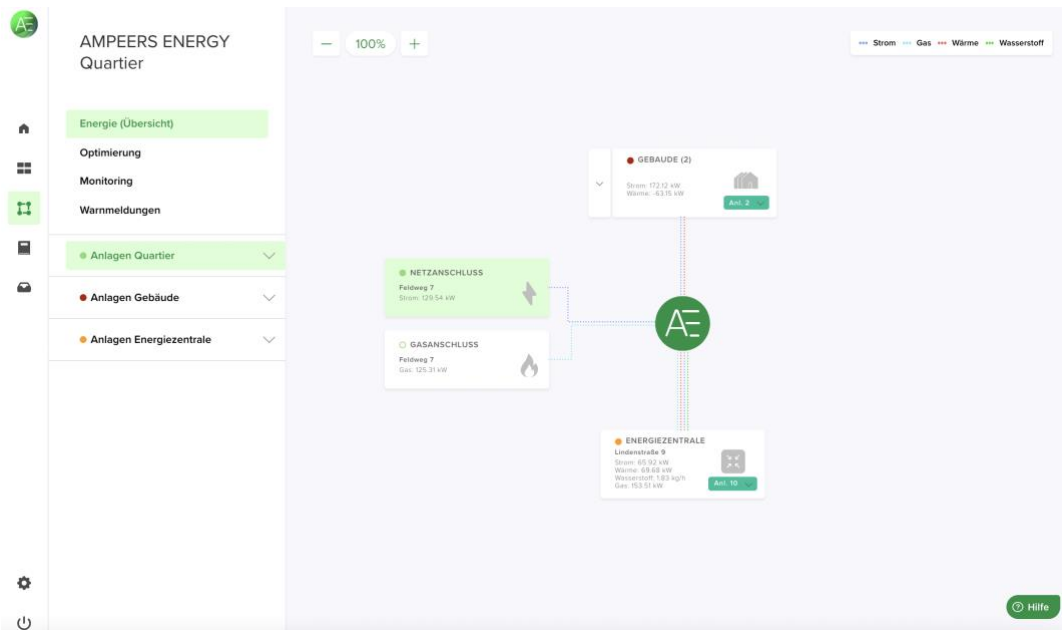 AE
AMPEERS ENERGY
Quartier
Energie (Übersicht)
Optimierung
Monitoring
Warnmeldungen
Anlagen Quartier
Anlagen Gebäude
Anlagen Energiezentrale
100%
Strom Gas Wärme Wasserstoff
GEBÄUDE (2)
Strom: 172.12 kW
Wärme: -63.15 kW
Anl. 2
NETZANSCHLUSS
Feldweg 7
Strom: 129.54 kW
GASANSCHLUSS
Feldweg 7
Gas: 125.31 kW
AE
ENERGIEZENTRALE
Lindenstraße 9
Strom: 65.92 kW
Wärme: 69.68 kW
Wasserstoff: 1.83 kg/h
Gas: 153.51 kW
Anl. 10
Hilfe